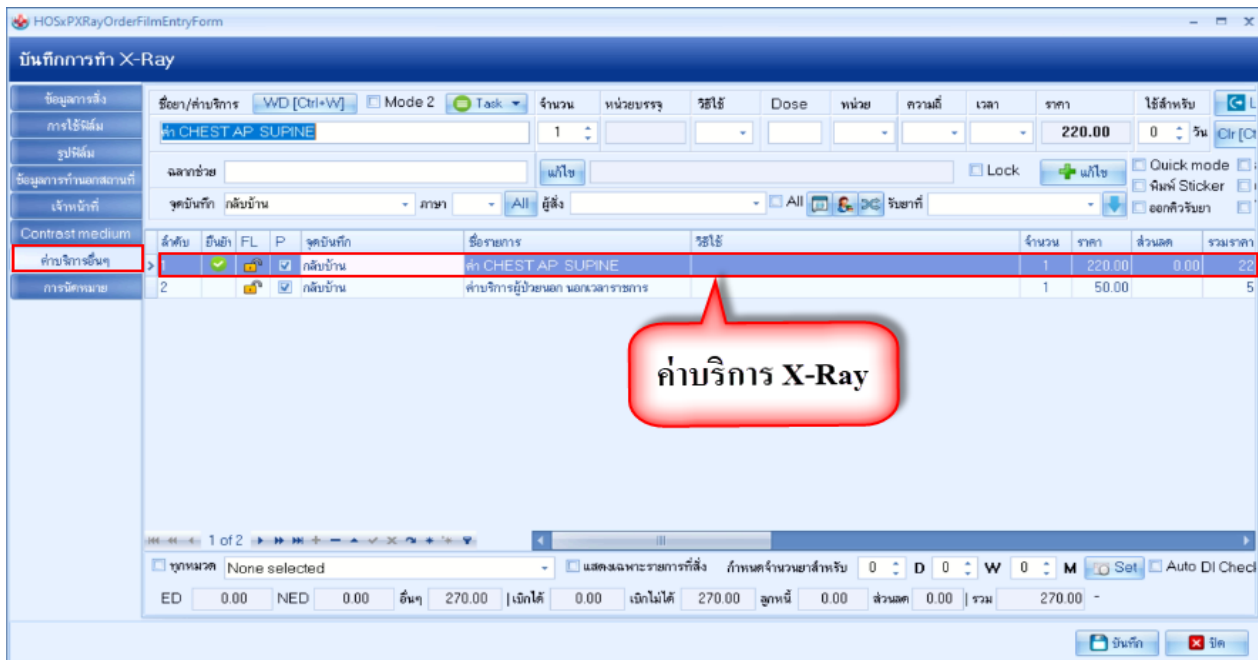 HOSxPXRayOrderFilmEntryForm
บันทึกการทำ X-Ray
ข้อมูลการสั่ง
การใช้ฟิล์ม
รูปฟิล์ม
ข้อมูลการทำนอกสถานที่
เจ้าหน้าที่
Contrast medium
ค่าบริการอื่นๆ
การนัดหมาย
ชื่อยา/ค่าบริการ WD [Ctrl+W] Mode 2 Task จำนวน หน่วยบรรจุ วิธีใช้ Dose หน่วย ความถี่ เวลา ราคา ใช้สำหรับ
ค่า CHEST AP SUPINE 1 220.00 0 วัน Clr [Ct
ฉลากช่วย แก้ไข Lock แก้ไข Quick mode
พิมพ์ Sticker
จุดบันทึก กลับบ้าน ภาษา All ผู้สั่ง All รับยาที่ ออกคิวรับยา
ลำดับ ยืนยัน FL P จุดบันทึก ชื่อรายการ วิธีใช้ จำนวน ราคา ส่วนลด รวมราคา
1 กลับบ้าน ค่า CHEST AP SUPINE 1 220.00 0.00 22
2 กลับบ้าน ค่าบริการผู้ป่วยนอก นอกเวลาราชการ 1 50.00 5
ค่าบริการ X-Ray
1 of 2
ทุกหมวด None selected แสดงเฉพาะรายการที่สั่ง กำหนดจำนวนยาสำหรับ 0 D 0 W 0 M Set Auto DI Check
ED 0.00 NED 0.00 อื่นๆ 270.00 |เบิกได้ 0.00 เบิกไม่ได้ 270.00 ลูกหนี้ 0.00 ส่วนลด 0.00 | รวม 270.00 -
บันทึก ปิด